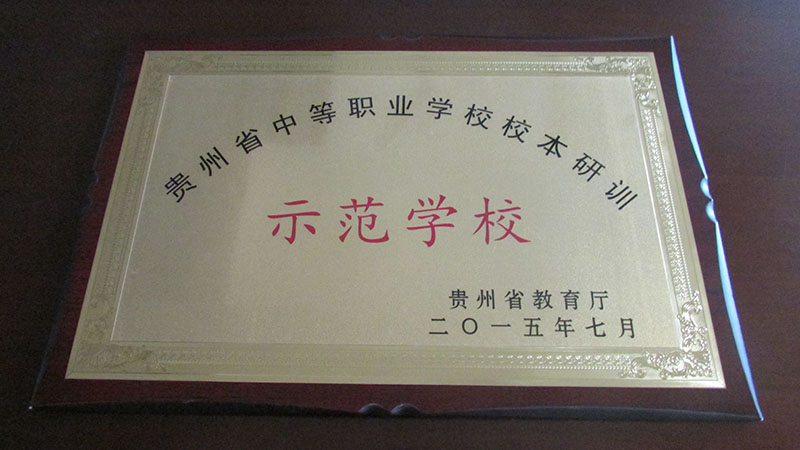 贵州省中等职业学校校本研训
示范学校
贵州省教育厅
二〇一五年七月